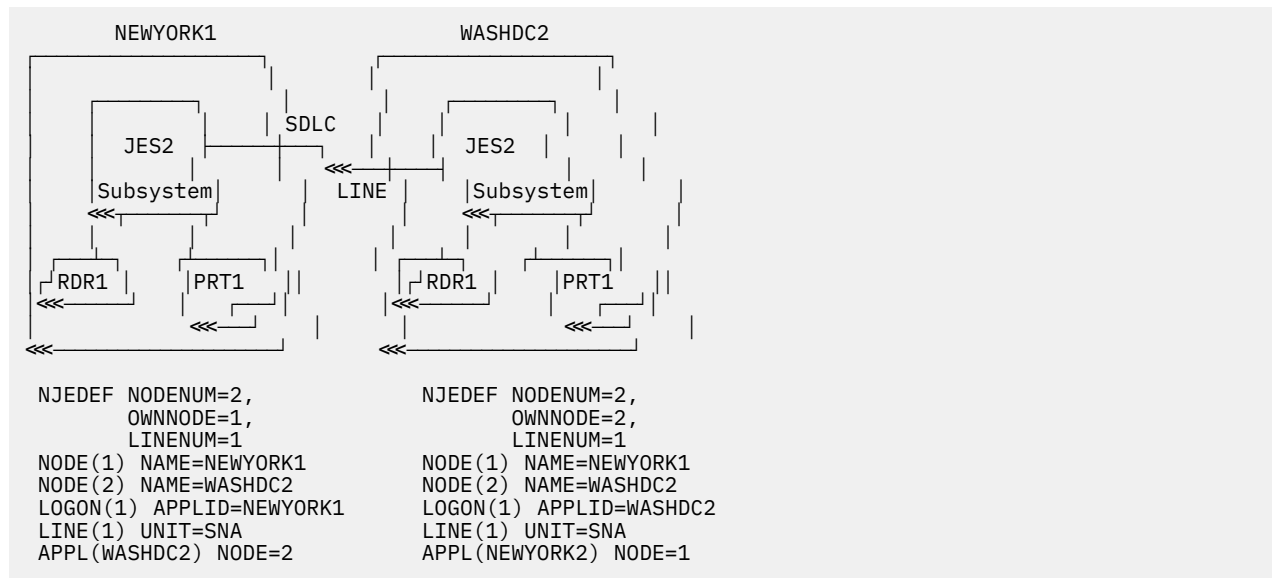 NEWYORK1 WASHDC2
SDLC
JES2 JES2
LINE
Subsystem Subsystem
RDR1 PRT1 RDR1 PRT1
NJEDEF NODENUM=2, NJEDEF NODENUM=2,
OWNNODE=1, OWNNODE=2,
LINENUM=1 LINENUM=1
NODE(1) NAME=NEWYORK1 NODE(1) NAME=NEWYORK1
NODE(2) NAME=WASHDC2 NODE(2) NAME=WASHDC2
LOGON(1) APPLID=NEWYORK1 LOGON(1) APPLID=WASHDC2
LINE(1) UNIT=SNA LINE(1) UNIT=SNA
APPL(WASHDC2) NODE=2 APPL(NEWYORK2) NODE=1